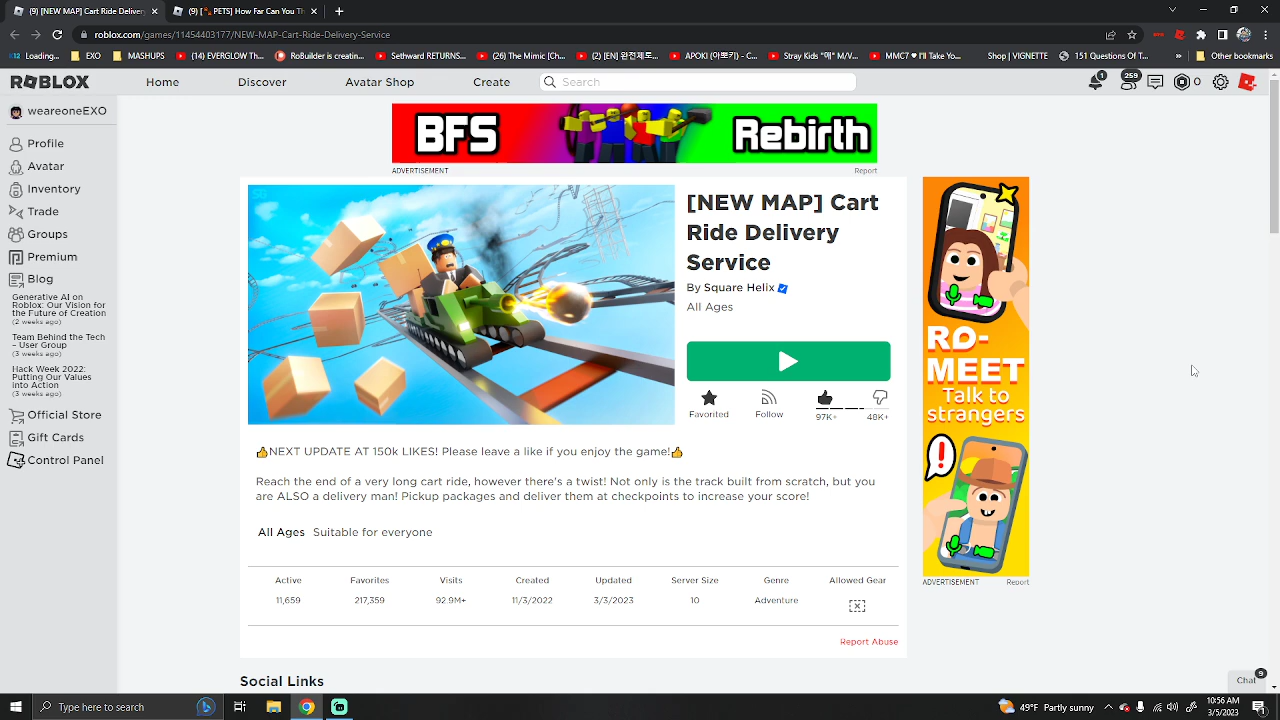 (9) [NEW MAP] Cart Ride Deliver
(9) [🐾 PETS] Yeet for You Th
roblox.com/games/11454403177/NEW-MAP-Cart-Ride-Delivery-Service
Loading...
EXO
MASHUPS
(14) EVERGLOW Th...
RoBuilder is creatin...
Sethward RETURNS...
(26) The Mimic [Ch...
(2) [EN] 완전제도...
APOKI (아뽀키) - C...
Stray Kids "매" M/V...
MMC7 ♥ I'll Take Yo...
Shop | VIGNETTE
151 Questions Of T...
»
Other bookmarks
ROBLOX
Home
Discover
Avatar Shop
Create
Search
1
259
0
weareoneEXO
Profile
Avatar
Inventory
Trade
Groups
Premium
Blog
Generative AI on
Roblox: Our Vision for
the Future of Creation
(2 weeks ago)
Team Behind the Tech
- User Group
(3 weeks ago)
Hack Week 2022:
Putting Our Values
into Action
(3 weeks ago)
Official Store
Gift Cards
Control Panel
BFS
Rebirth
ADVERTISEMENT
Report
[NEW MAP] Cart
Ride Delivery
Service
By Square Helix
All Ages
Favorited
Follow
97K+
48K+
👍NEXT UPDATE AT 150k LIKES! Please leave a like if you enjoy the game!👍
Reach the end of a very long cart ride, however there's a twist! Not only is the track built from scratch, but you
are ALSO a delivery man! Pickup packages and deliver them at checkpoints to increase your score!
All Ages Suitable for everyone
Active Favorites Visits Created Updated Server Size Genre Allowed Gear
11,659 217,359 92.9M+ 11/3/2022 3/3/2023 10 Adventure
Report Abuse
Social Links
RO-
MEET
Talk to
strangers
!
ADVERTISEMENT
Report
Chat
9
Type here to search
49°F Partly sunny
10:56 AM
3/5/2023